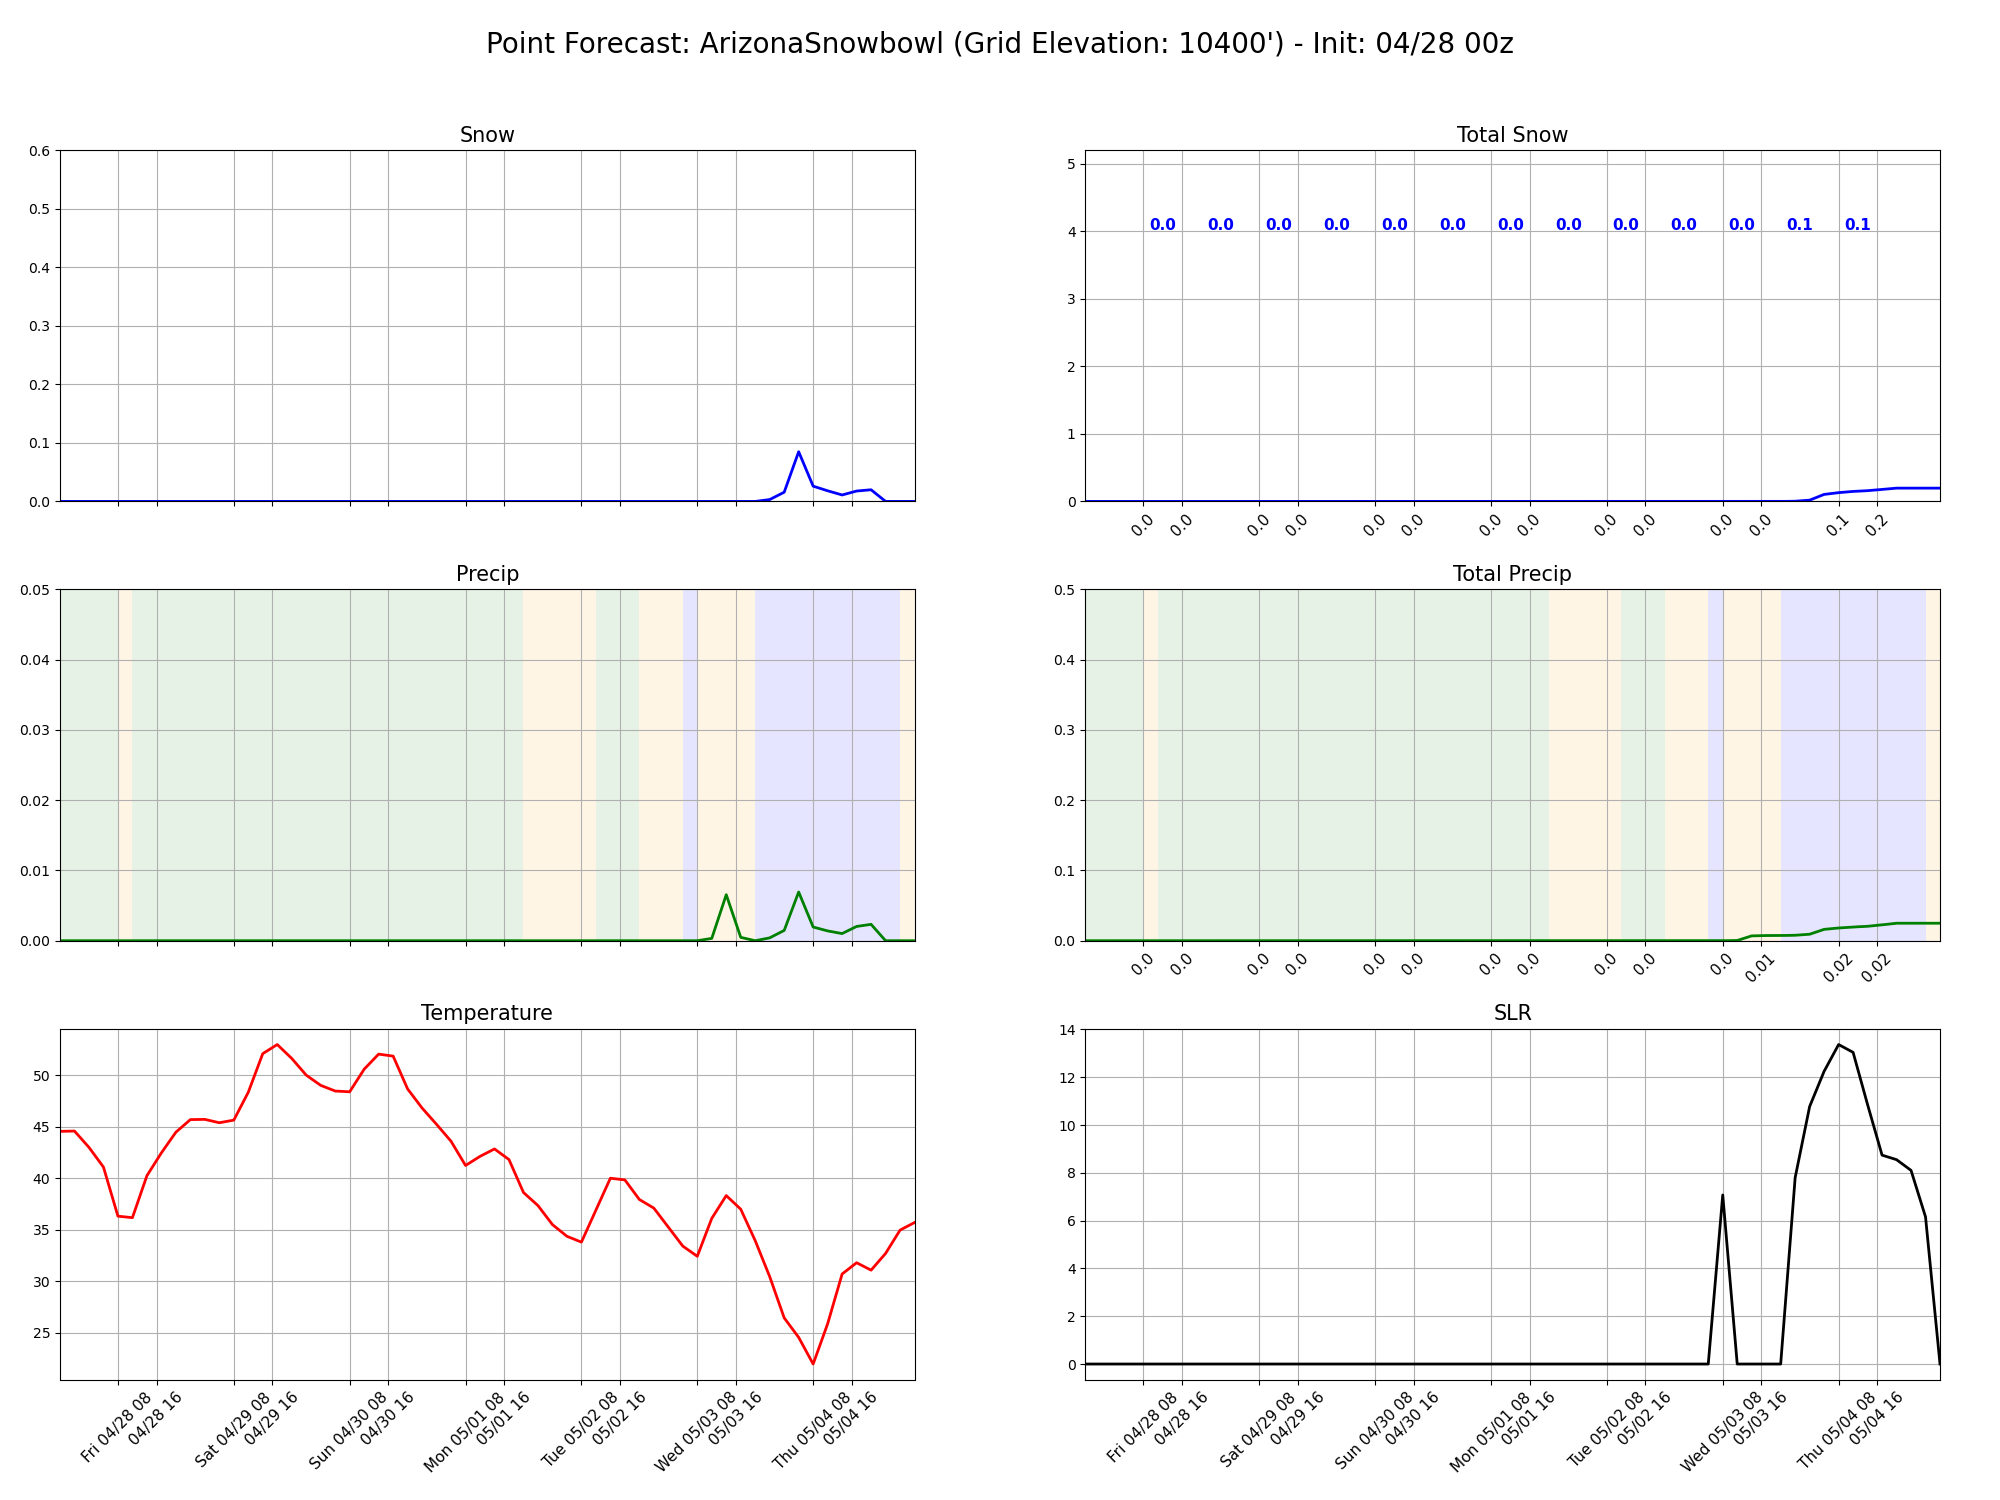 Point Forecast: ArizonaSnowbowl (Grid Elevation: 10400') - Init: 04/28 00z
Snow
0.6
0.5
0.4
0.3
0.2
0.1
0.0
Total Snow
5
4
3
2
1
0
0.0 0.0 0.0 0.0 0.0 0.0 0.0 0.0 0.0 0.0 0.0 0.1 0.1
0.0 0.0 0.0 0.0 0.0 0.0 0.0 0.0 0.0 0.0 0.0 0.0 0.1 0.2
Precip
0.05
0.04
0.03
0.02
0.01
0.00
Total Precip
0.5
0.4
0.3
0.2
0.1
0.0
0.0 0.0 0.0 0.0 0.0 0.0 0.0 0.0 0.0 0.0 0.0 0.01 0.02 0.02
Temperature
50
45
40
35
30
25
Fri 04/28 08
04/28 16
Sat 04/29 08
04/29 16
Sun 04/30 08
04/30 16
Mon 05/01 08
05/01 16
Tue 05/02 08
05/02 16
Wed 05/03 08
05/03 16
Thu 05/04 08
05/04 16
SLR
14
12
10
8
6
4
2
0
Fri 04/28 08
04/28 16
Sat 04/29 08
04/29 16
Sun 04/30 08
04/30 16
Mon 05/01 08
05/01 16
Tue 05/02 08
05/02 16
Wed 05/03 08
05/03 16
Thu 05/04 08
05/04 16